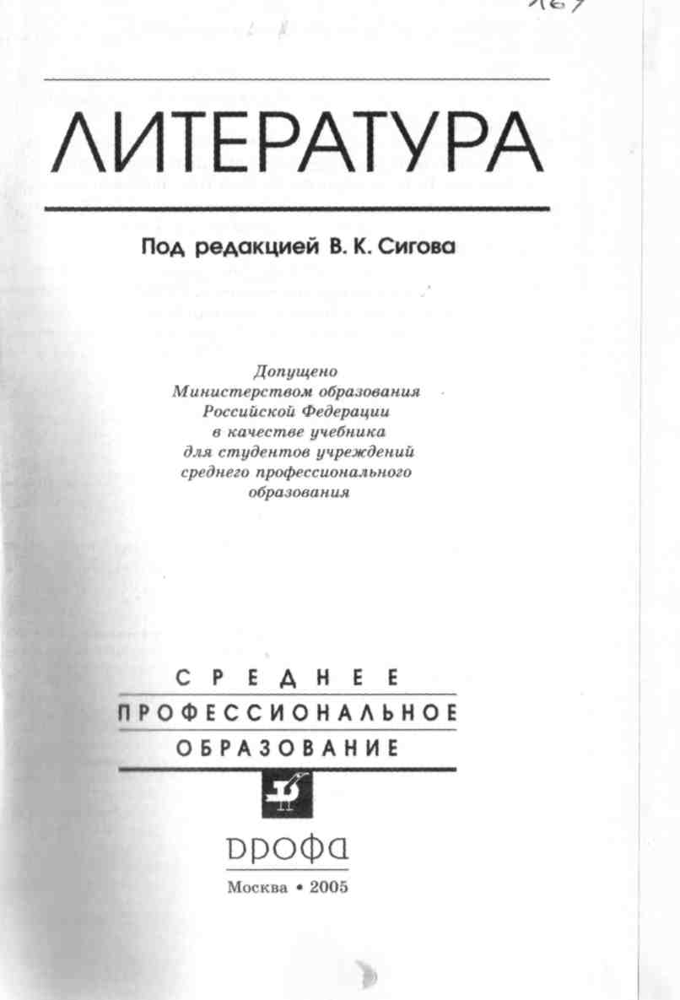 ЛИТЕРАТУРА
Под редакцией В. К. Сигова
Допущено
Министерством образования
Российской Федерации
в качестве учебника
для студентов учреждений
среднего профессионального
образования
СРЕДНЕЕ
ПРОФЕССИОНАЛЬНОЕ
ОБРАЗОВАНИЕ
дрофа
Москва • 2005